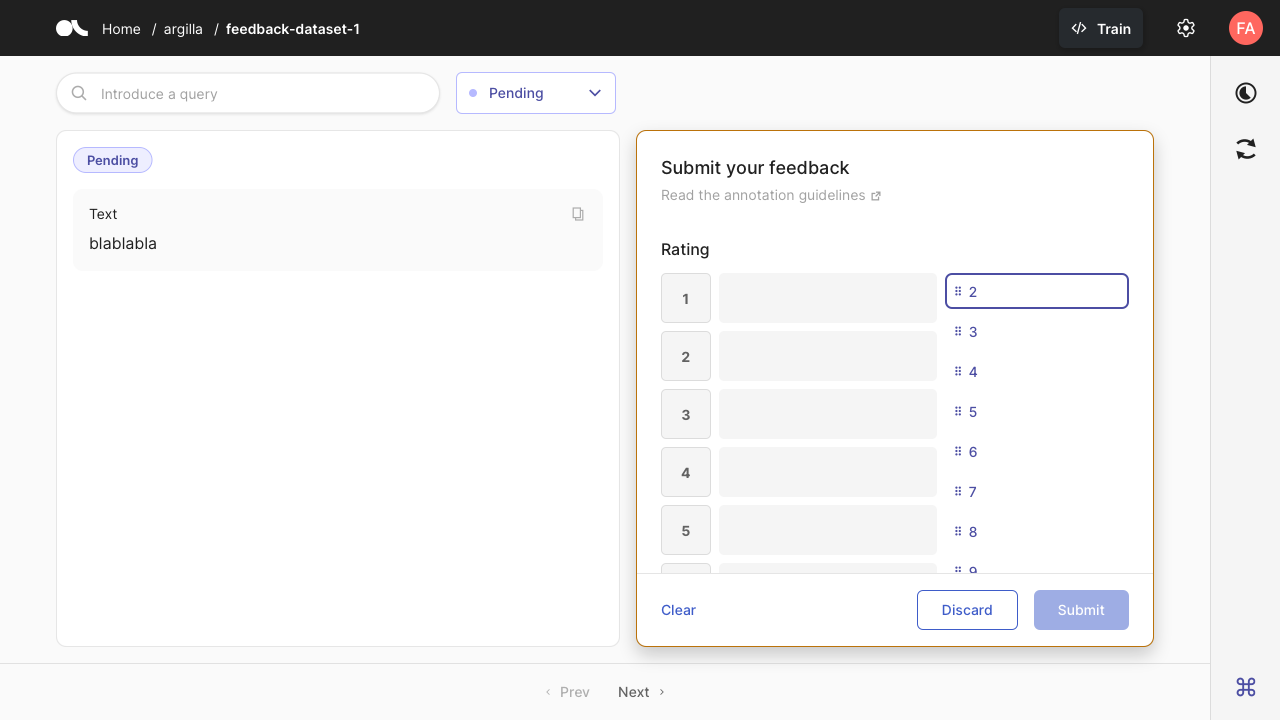 Home / argilla / feedback-dataset-1
Train
FA
Introduce a query
Pending
Pending
Text
blablabla
Submit your feedback
Read the annotation guidelines
Rating
1
2
3
4
5
2
3
4
5
6
7
8
9
Clear
Discard
Submit
Prev
Next